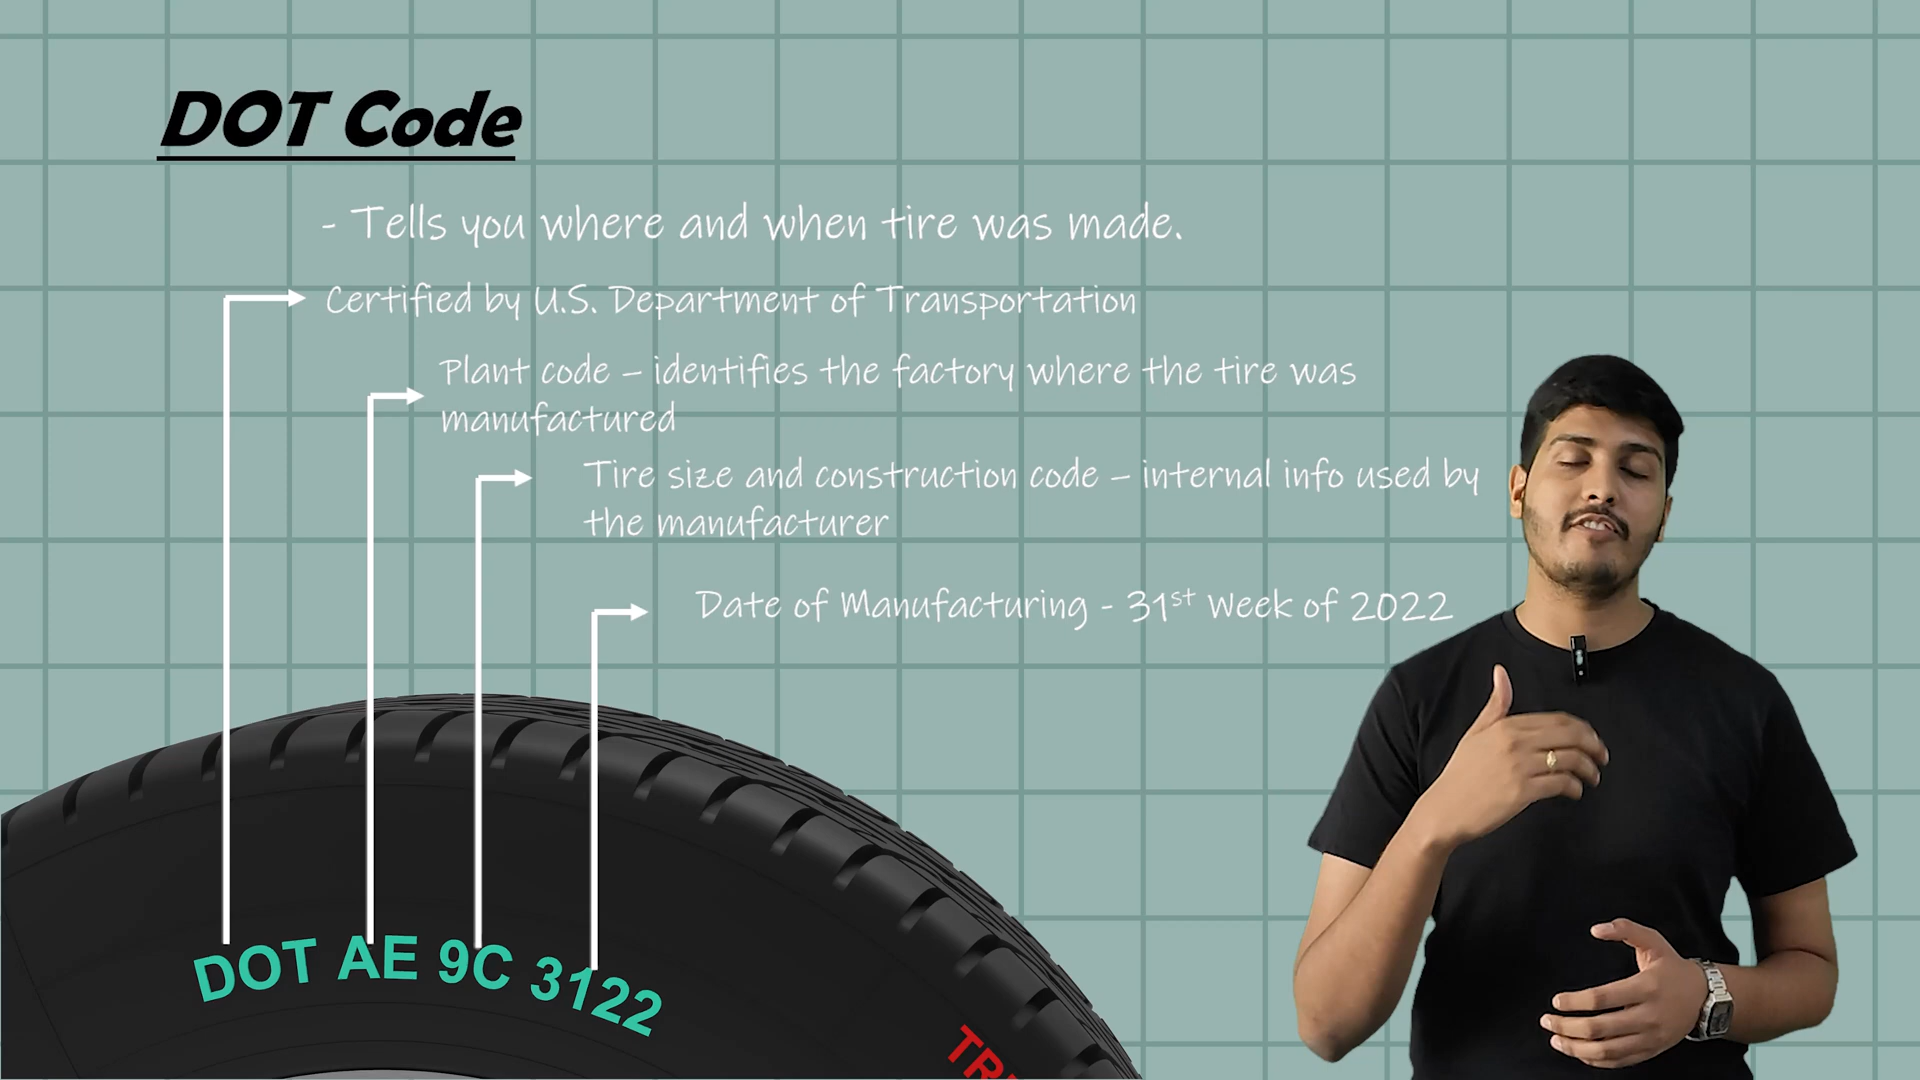 DOT Code
- Tells you where and when tire was made.
Certified by U.S. Department of Transportation
Plant code – identifies the factory where the tire was
manufactured
Tire size and construction code – internal info used by
the manufacturer
Date of Manufacturing - 31st Week of 2022
DOT AE 9C 3122